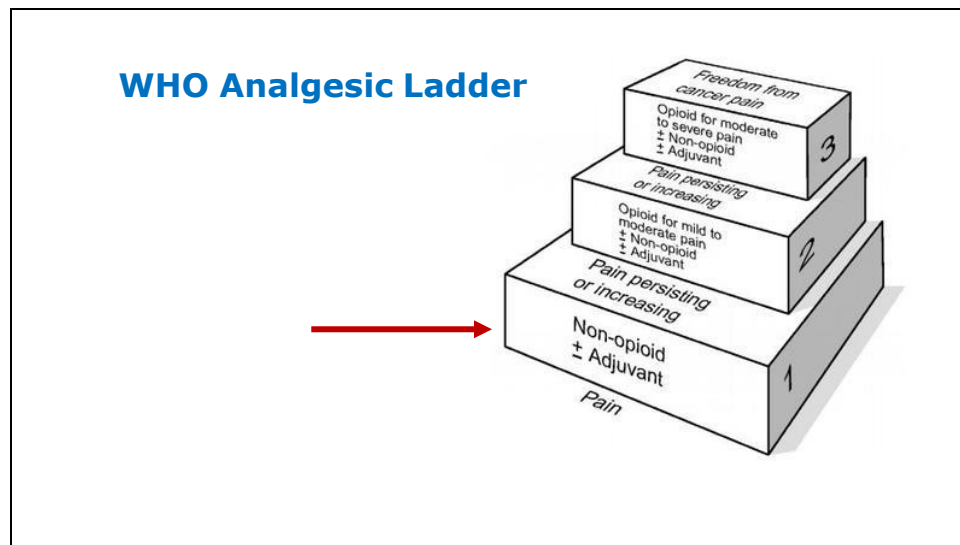 WHO Analgesic Ladder
Freedom from
cancer pain
Opioid for moderate
to severe pain
± Non-opioid
± Adjuvant
3
Pain persisting
or increasing
Opioid for mild to
moderate pain
± Non-opioid
± Adjuvant
2
Pain persisting
or increasing
Non-opioid
± Adjuvant
1
Pain